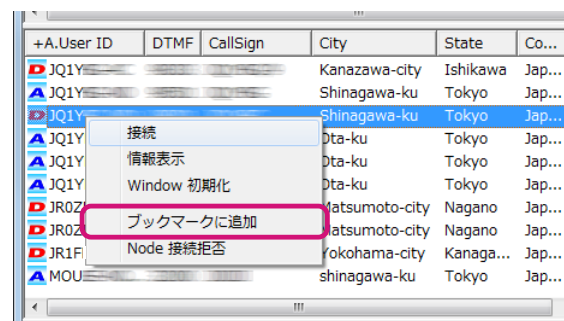 +A.User ID DTMF CallSign City State Co...
D JQ1Y Kanazawa-city Ishikawa Jap...
A JQ1Y Shinagawa-ku Tokyo Jap...
D JQ1Y Shinagawa-ku Tokyo Jap...
A JQ1Y Ota-ku Tokyo Jap...
A JQ1Y Ota-ku Tokyo Jap...
A JQ1Y Ota-ku Tokyo Jap...
D JR0Z Matsumoto-city Nagano Jap...
D JR0Z Matsumoto-city Nagano Jap...
D JR1F Yokohama-city Kanaga... Jap...
A MOU shinagawa-ku Tokyo Jap...
接続
情報表示
Window 初期化
ブックマークに追加
Node 接続拒否